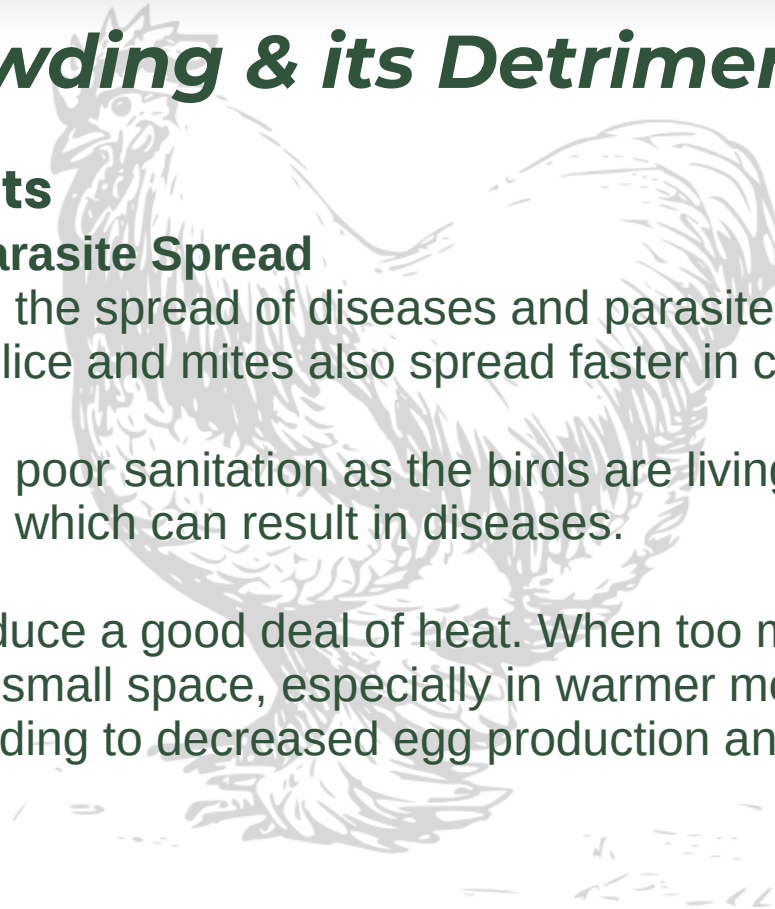 wding & its Detrimen
ts
arasite Spread
the spread of diseases and parasite
lice and mites also spread faster in c
poor sanitation as the birds are living
which can result in diseases.
duce a good deal of heat. When too m
small space, especially in warmer mo
ding to decreased egg production an